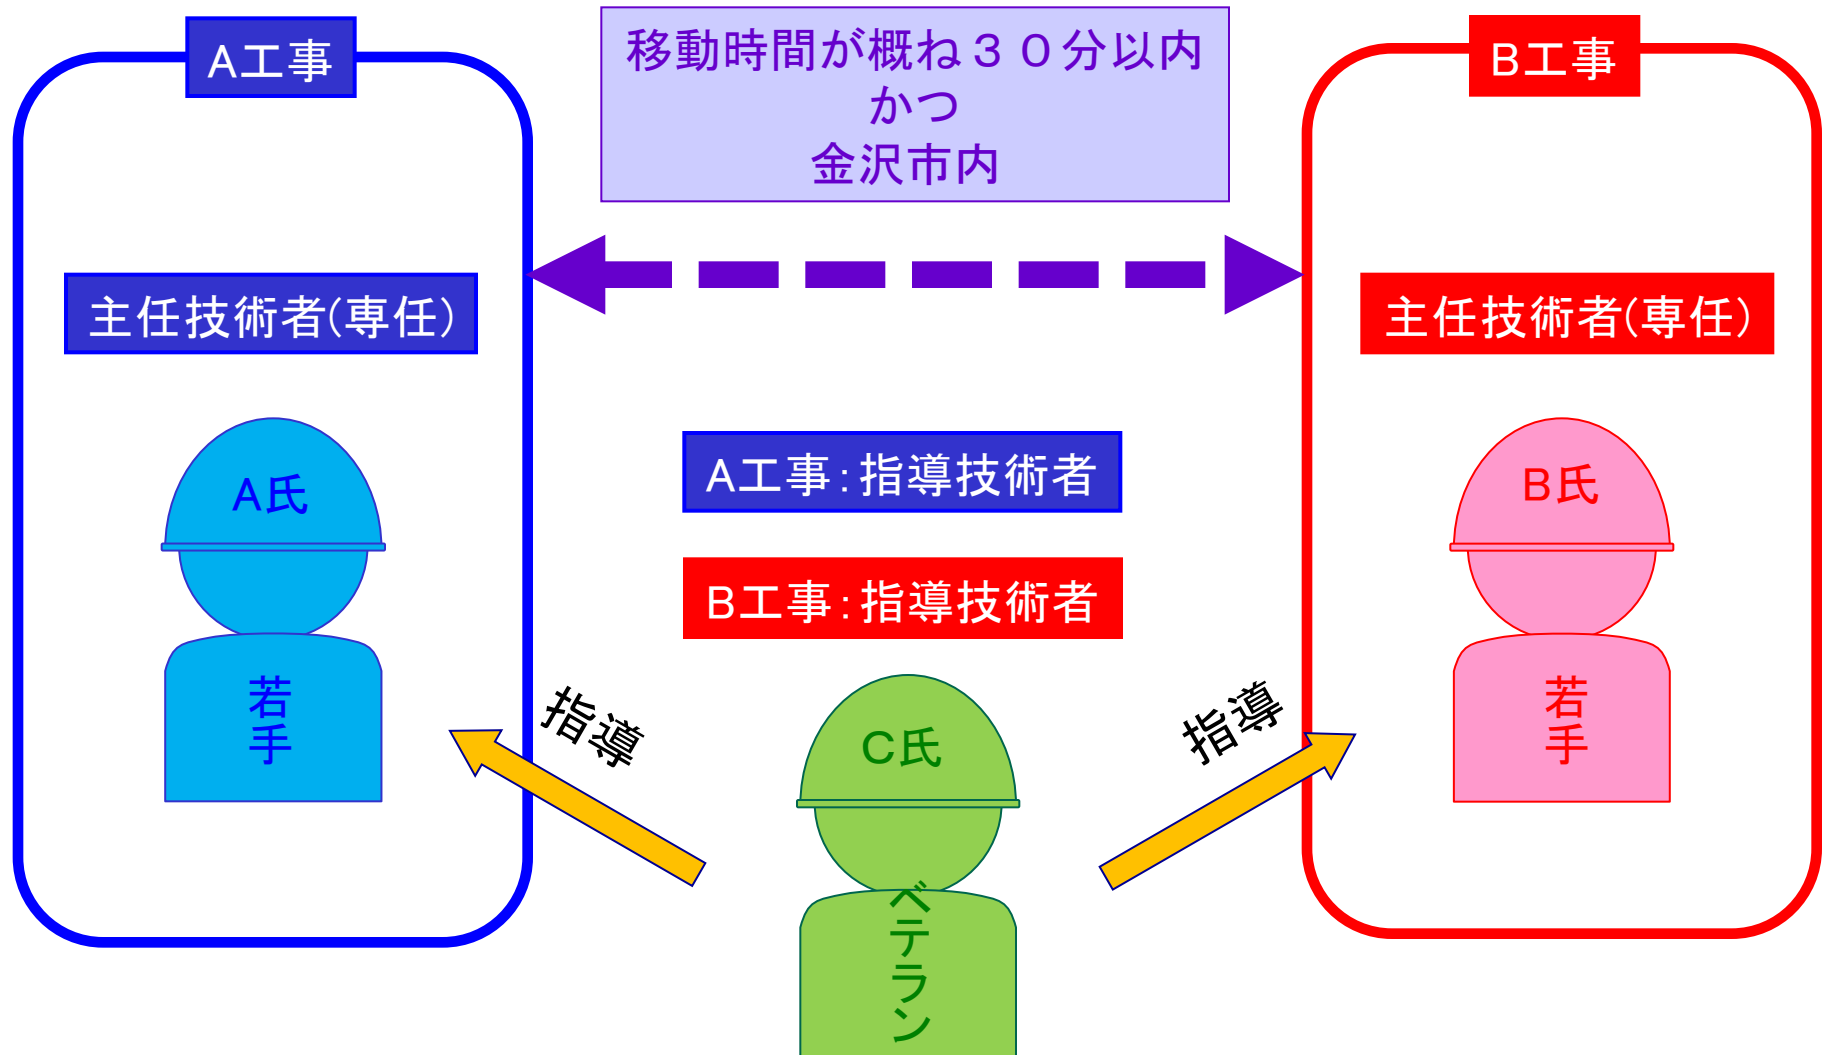 A工事
移動時間が概ね３０分以内
かつ
金沢市内
B工事
主任技術者(専任)
主任技術者(専任)
A氏
A工事：指導技術者
B氏
B工事：指導技術者
若手
指導
C氏
指導
若手
ベテラン